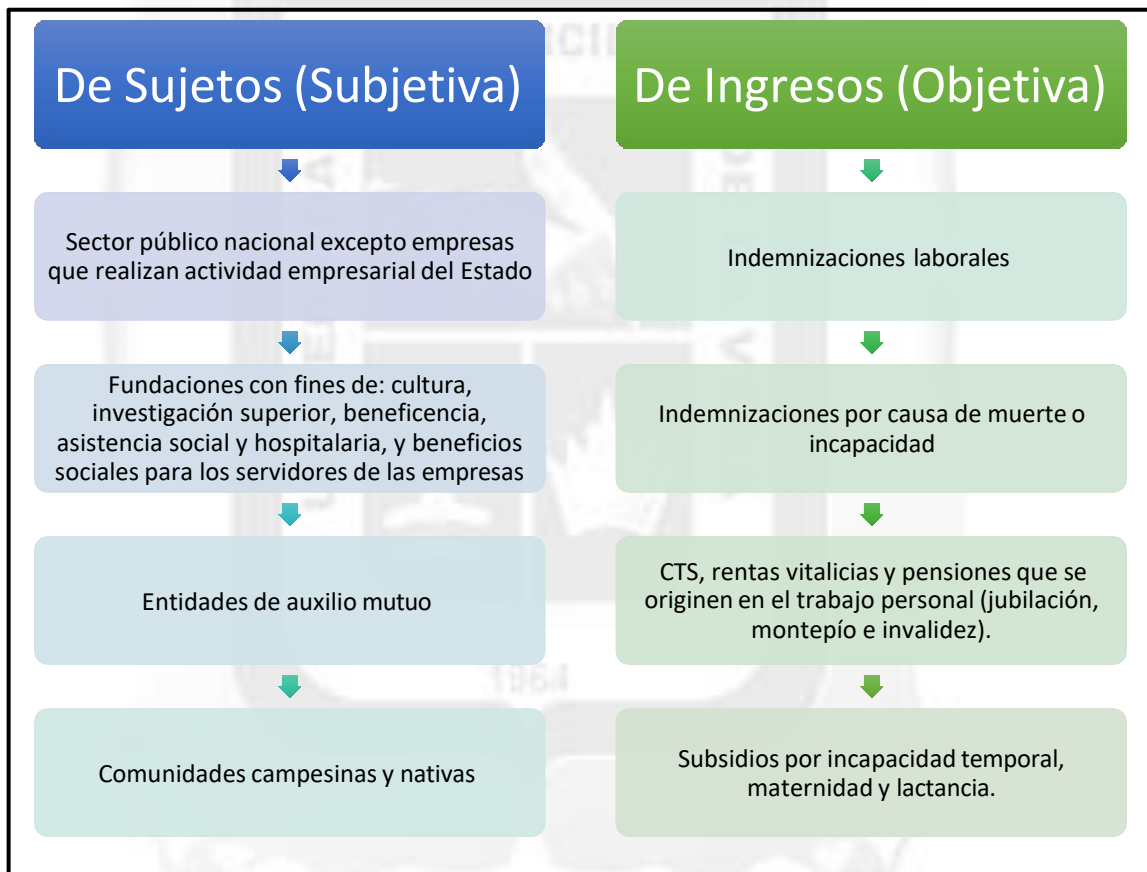 De Sujetos (Subjetiva)
Sector público nacional excepto empresas
que realizan actividad empresarial del Estado
Fundaciones con fines de: cultura,
investigación superior, beneficencia,
asistencia social y hospitalaria, y beneficios
sociales para los servidores de las empresas
Entidades de auxilio mutuo
Comunidades campesinas y nativas
De Ingresos (Objetiva)
Indemnizaciones laborales
Indemnizaciones por causa de muerte o
incapacidad
CTS, rentas vitalicias y pensiones que se
originen en el trabajo personal (jubilación,
montepío e invalidez).
Subsidios por incapacidad temporal,
maternidad y lactancia.
1964